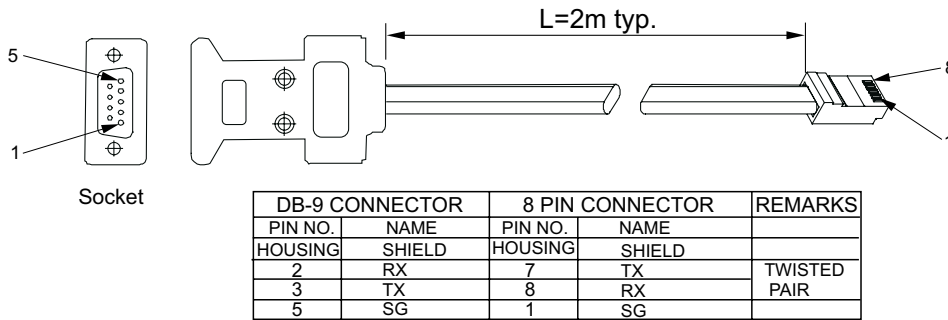 L=2m typ.
5
8
1
1
Socket
DB-9 CONNECTOR 8 PIN CONNECTOR REMARKS
PIN NO. NAME PIN NO. NAME
HOUSING SHIELD HOUSING SHIELD
2 RX 7 TX TWISTED
3 TX 8 RX PAIR
5 SG 1 SG